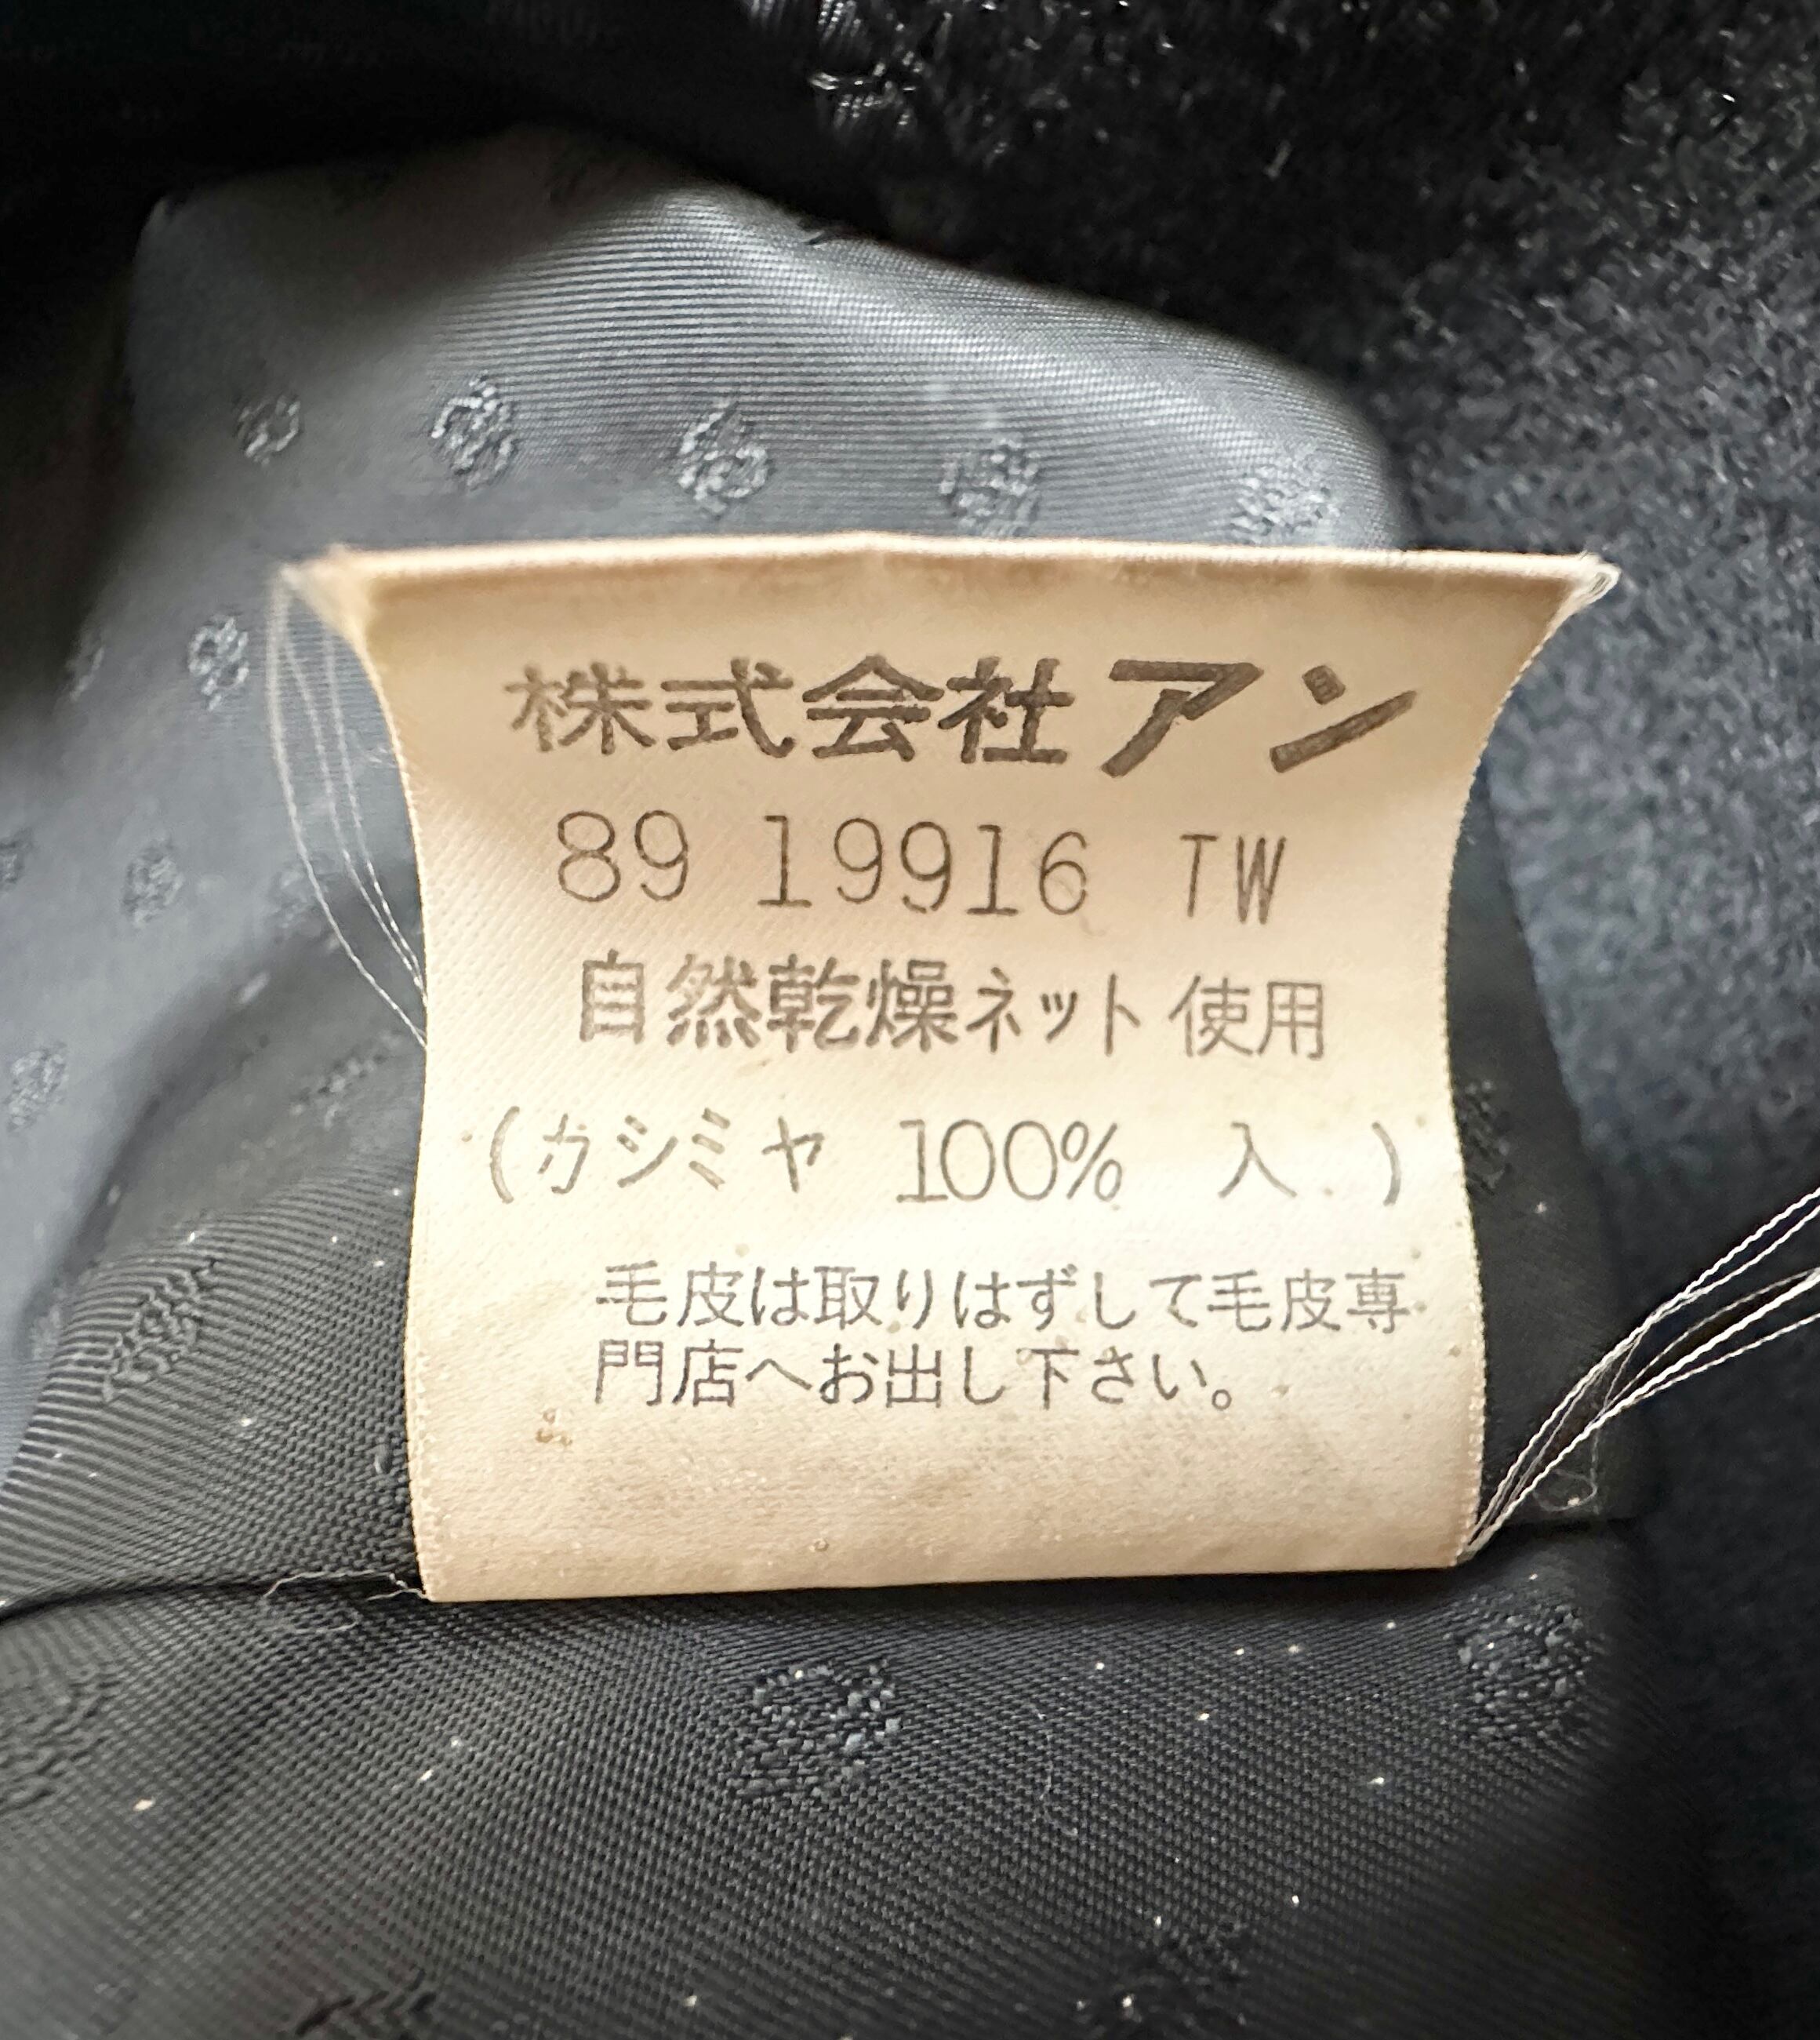 株式会社アン
89 19916 TW
自然乾燥ネット使用
(カシミヤ 100% 入 )
毛皮は取りはずして毛皮専
門店へお出し下さい。